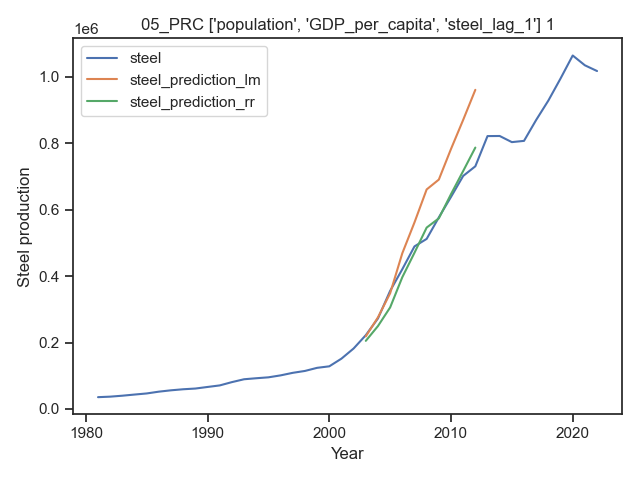 05_PRC ['population', 'GDP_per_capita', 'steel_lag_1'] 1
1e6
steel
steel_prediction_lm
steel_prediction_rr
1.0
0.8
0.6
0.4
0.2
0.0
Steel production
1980 1990 2000 2010 2020
Year